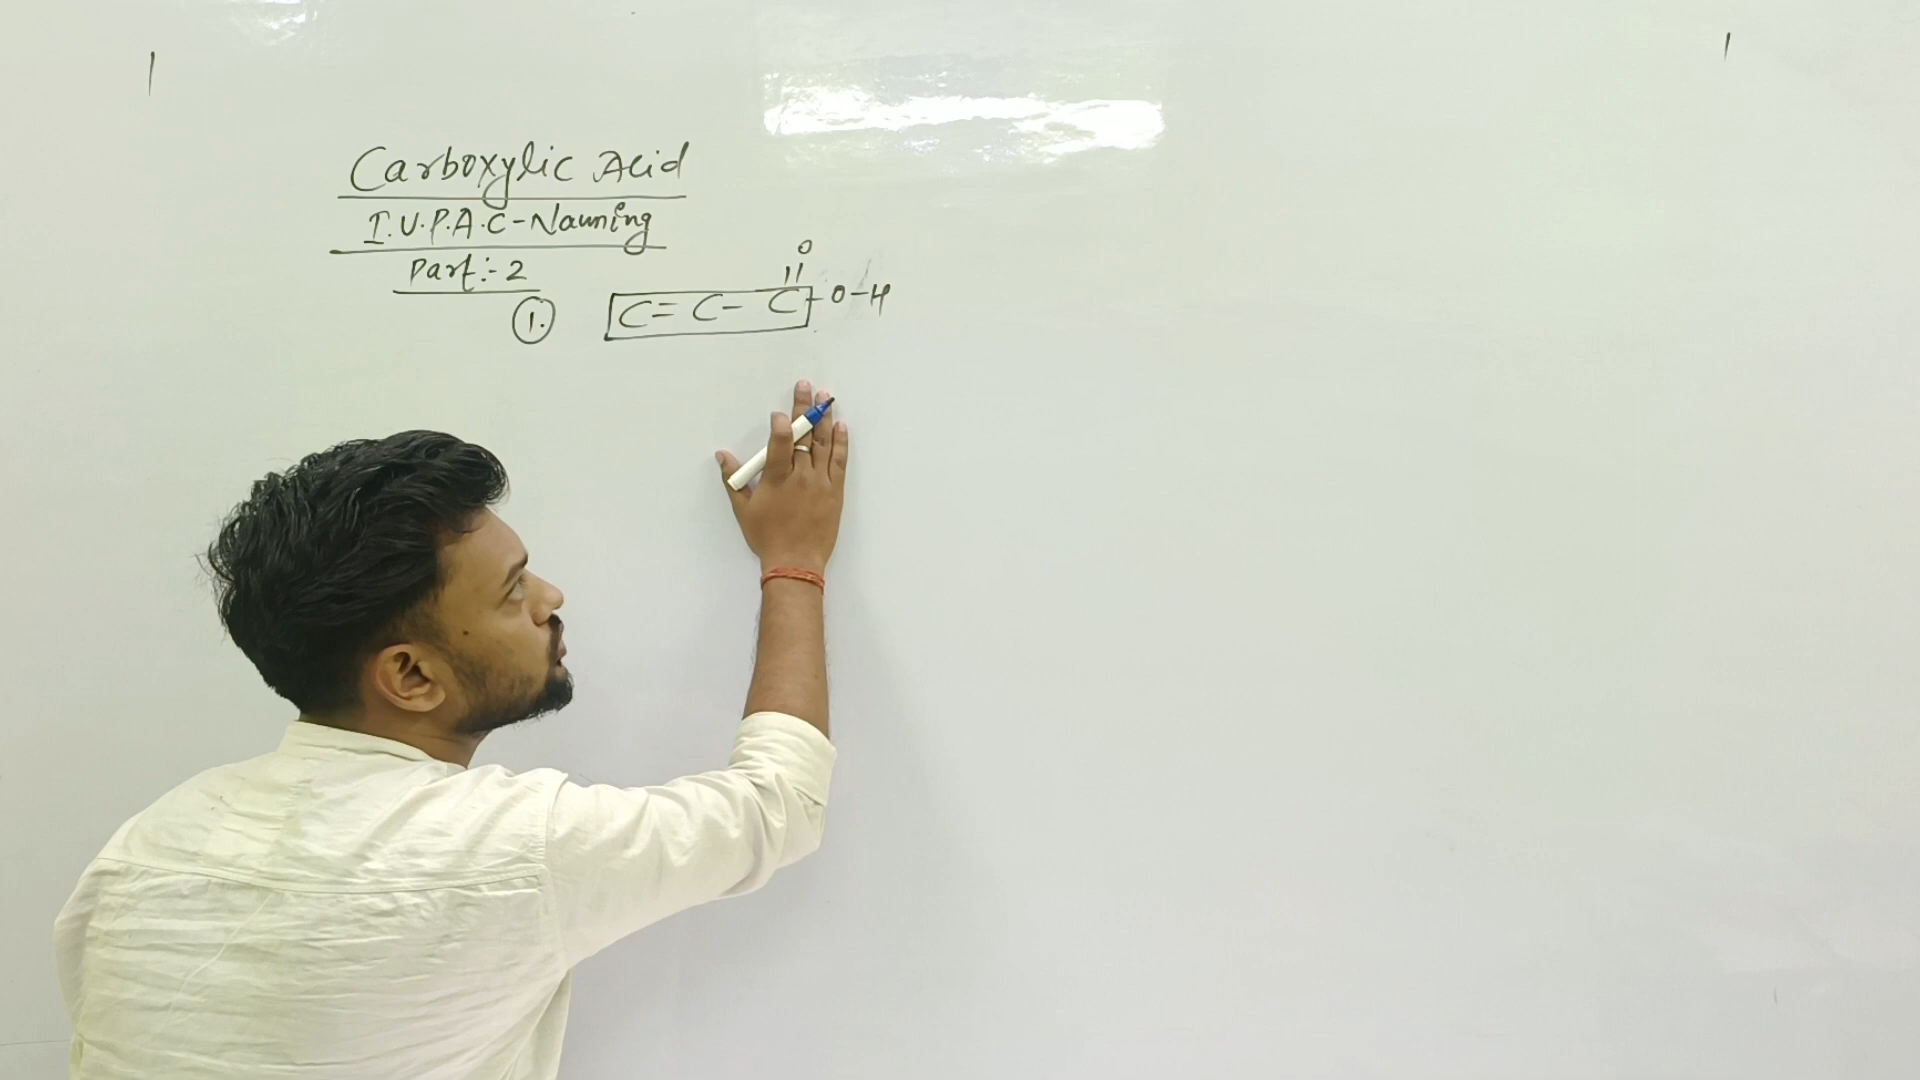 Carboxylic Acid
I.U.P.A.C-Naming
Part:-2
O
||
1. C= C- C-O-H